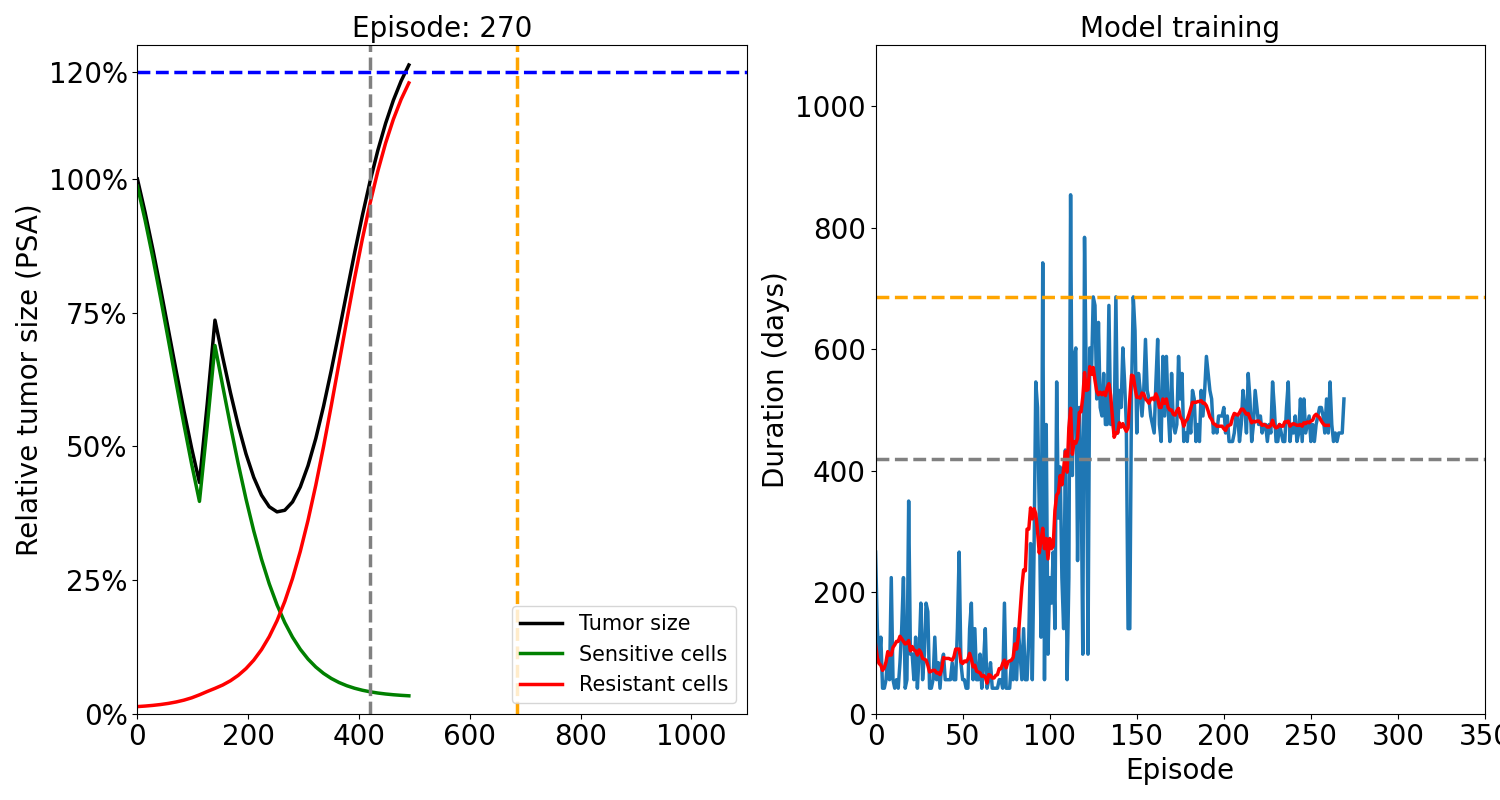 Episode: 270
Relative tumor size (PSA)
120%
100%
75%
50%
25%
0%
0 200 400 600 800 1000
Tumor size
Sensitive cells
Resistant cells
Model training
Duration (days)
1000
800
600
400
200
0
0 50 100 150 200 250 300 350
Episode